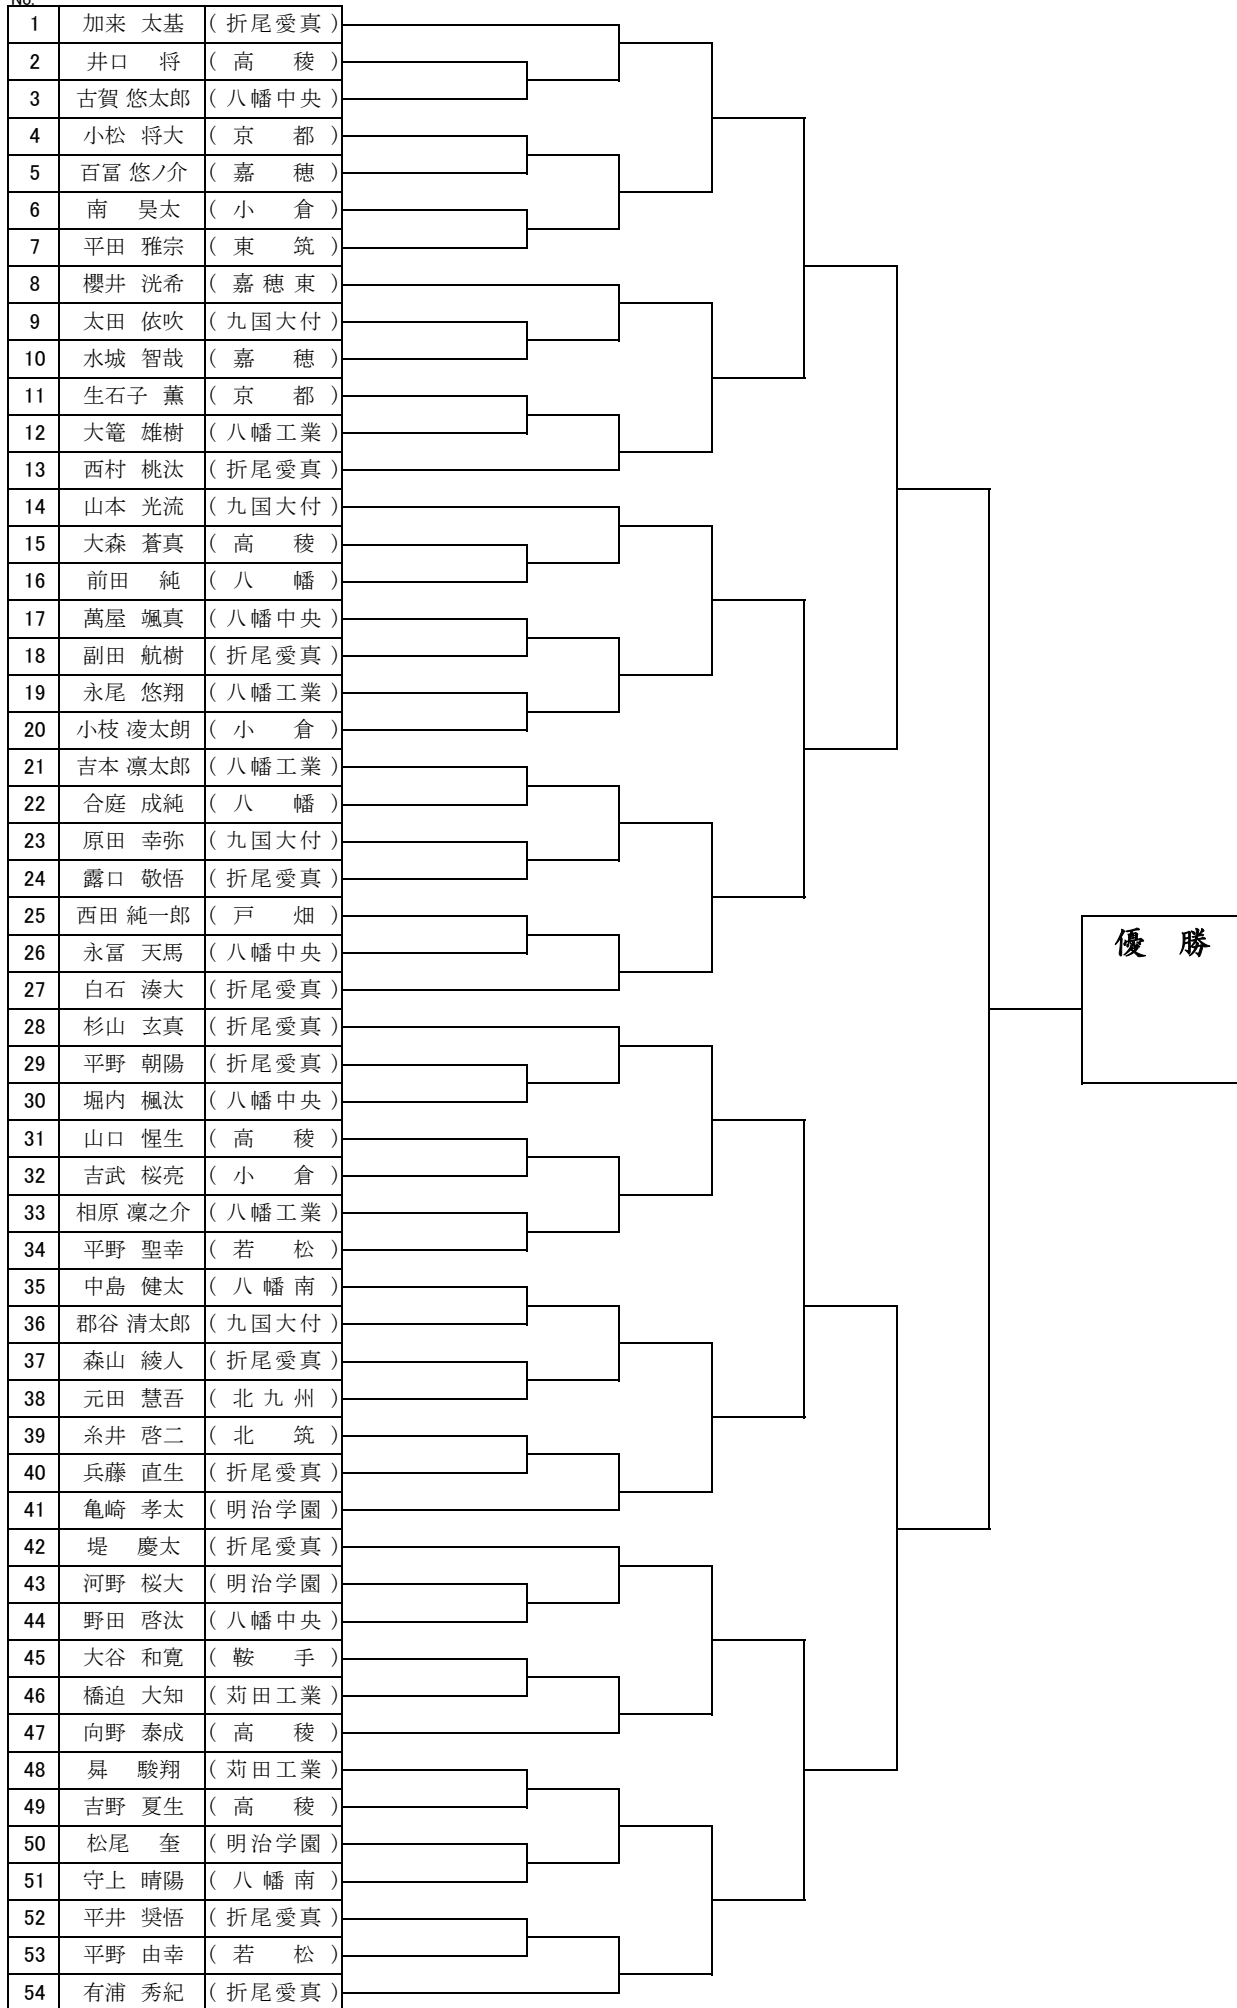 No.
1 加来 太基 (折尾愛真)
2 井口 将 (高 稜)
3 古賀 悠太郎 (八幡中央)
4 小松 将大 (京 都)
5 百冨 悠ノ介 (嘉 穂)
6 南 昊太 (小 倉)
7 平田 雅宗 (東 筑)
8 櫻井 洸希 (嘉穂東)
9 太田 依吹 (九国大付)
10 水城 智哉 (嘉 穂)
11 生石子 薫 (京 都)
12 大篭 雄樹 (八幡工業)
13 西村 桃汰 (折尾愛真)
14 山本 光流 (九国大付)
15 大森 蒼真 (高 稜)
16 前田 純 (八 幡)
17 萬屋 颯真 (八幡中央)
18 副田 航樹 (折尾愛真)
19 永尾 悠翔 (八幡工業)
20 小枝 凌太朗 (小 倉)
21 吉本 凛太郎 (八幡工業)
22 合庭 成純 (八 幡)
23 原田 幸弥 (九国大付)
24 露口 敬悟 (折尾愛真)
25 西田 純一郎 (戸 畑)
26 永冨 天馬 (八幡中央)
27 白石 湊大 (折尾愛真)
28 杉山 玄真 (折尾愛真)
29 平野 朝陽 (折尾愛真)
30 堀内 楓汰 (八幡中央)
31 山口 惺生 (高 稜)
32 吉武 桜亮 (小 倉)
33 相原 凜之介 (八幡工業)
34 平野 聖幸 (若 松)
35 中島 健太 (八幡南)
36 郡谷 清太郎 (九国大付)
37 森山 綾人 (折尾愛真)
38 元田 慧吾 (北九州)
39 糸井 啓二 (北 筑)
40 兵藤 直生 (折尾愛真)
41 亀崎 孝太 (明治学園)
42 堤 慶太 (折尾愛真)
43 河野 桜大 (明治学園)
44 野田 啓汰 (八幡中央)
45 大谷 和寛 (鞍 手)
46 橋迫 大知 (苅田工業)
47 向野 泰成 (高 稜)
48 曻 駿翔 (苅田工業)
49 吉野 夏生 (高 稜)
50 松尾 奎 (明治学園)
51 守上 晴陽 (八幡南)
52 平井 奨悟 (折尾愛真)
53 平野 由幸 (若 松)
54 有浦 秀紀 (折尾愛真)
優 勝